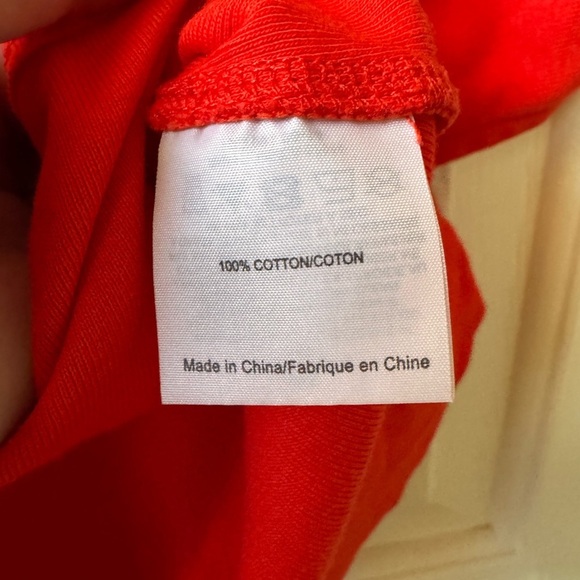 100% COTTON/COTON
Made in China/Fabrique en Chine